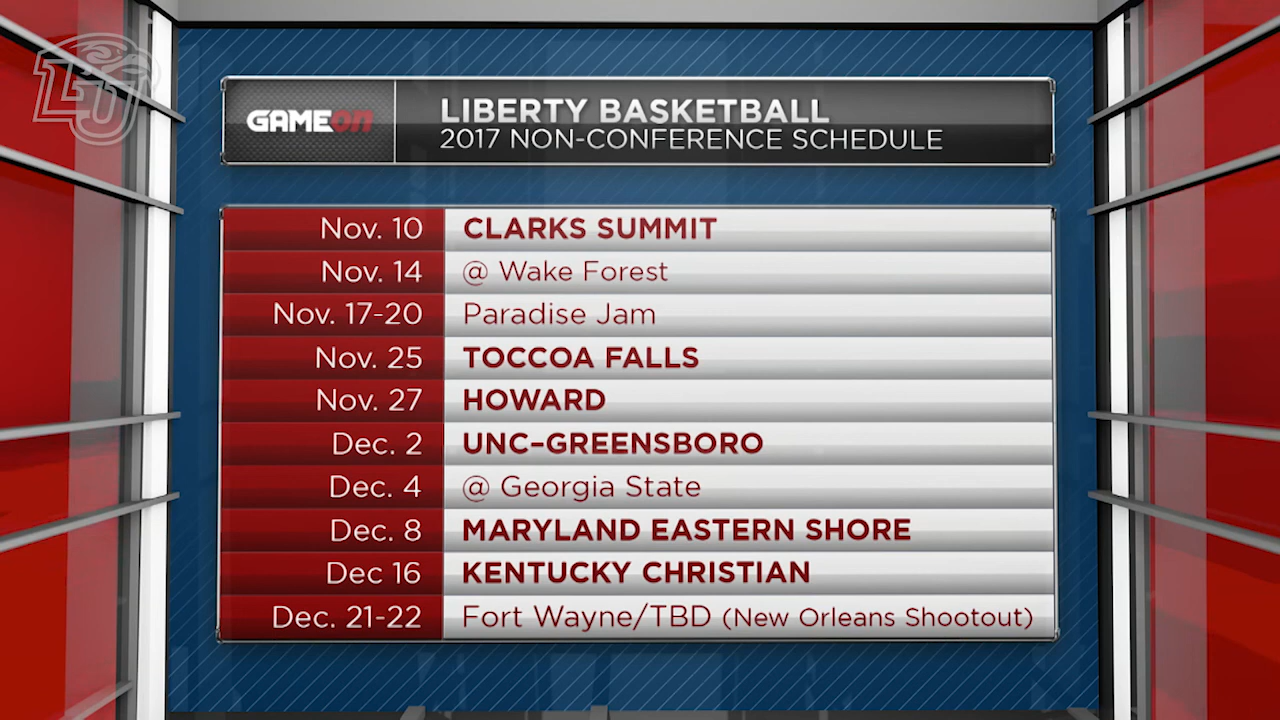 LU
GAMEON
LIBERTY BASKETBALL
2017 NON-CONFERENCE SCHEDULE
Nov. 10 CLARKS SUMMIT
Nov. 14 @ Wake Forest
Nov. 17-20 Paradise Jam
Nov. 25 TOCCOA FALLS
Nov. 27 HOWARD
Dec. 2 UNC-GREENSBORO
Dec. 4 @ Georgia State
Dec. 8 MARYLAND EASTERN SHORE
Dec 16 KENTUCKY CHRISTIAN
Dec. 21-22 Fort Wayne/TBD (New Orleans Shootout)